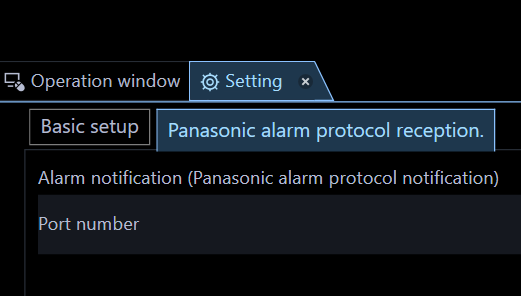 Operation window Setting
Basic setup Panasonic alarm protocol reception.
Alarm notification (Panasonic alarm protocol notification)
Port number